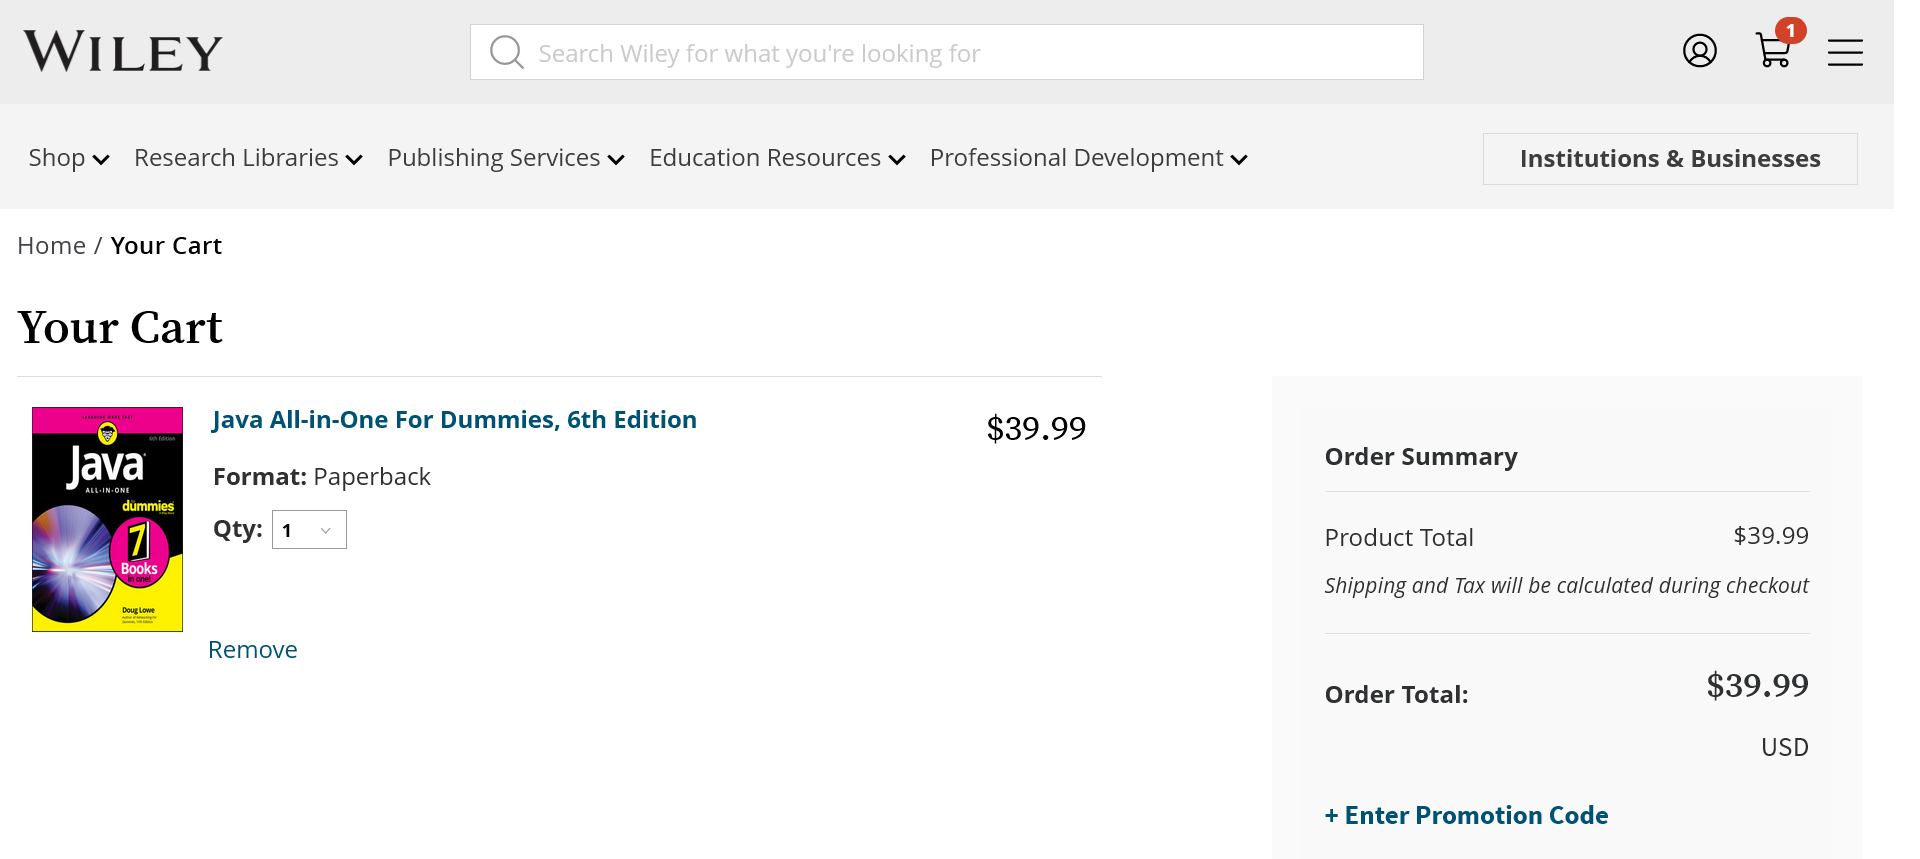 WILEY
Search Wiley for what you're looking for
1
Shop
Research Libraries
Publishing Services
Education Resources
Professional Development
Institutions & Businesses
Home / Your Cart
Your Cart
LEARNING MADE EASY
6th Edition
Java
ALL-IN-ONE
dummies
7
Books
in one!
Doug Lowe
Java All-in-One For Dummies, 6th Edition
$39.99
Format: Paperback
Qty: 1
Remove
Order Summary
Product Total $39.99
Shipping and Tax will be calculated during checkout
Order Total: $39.99
USD
+ Enter Promotion Code